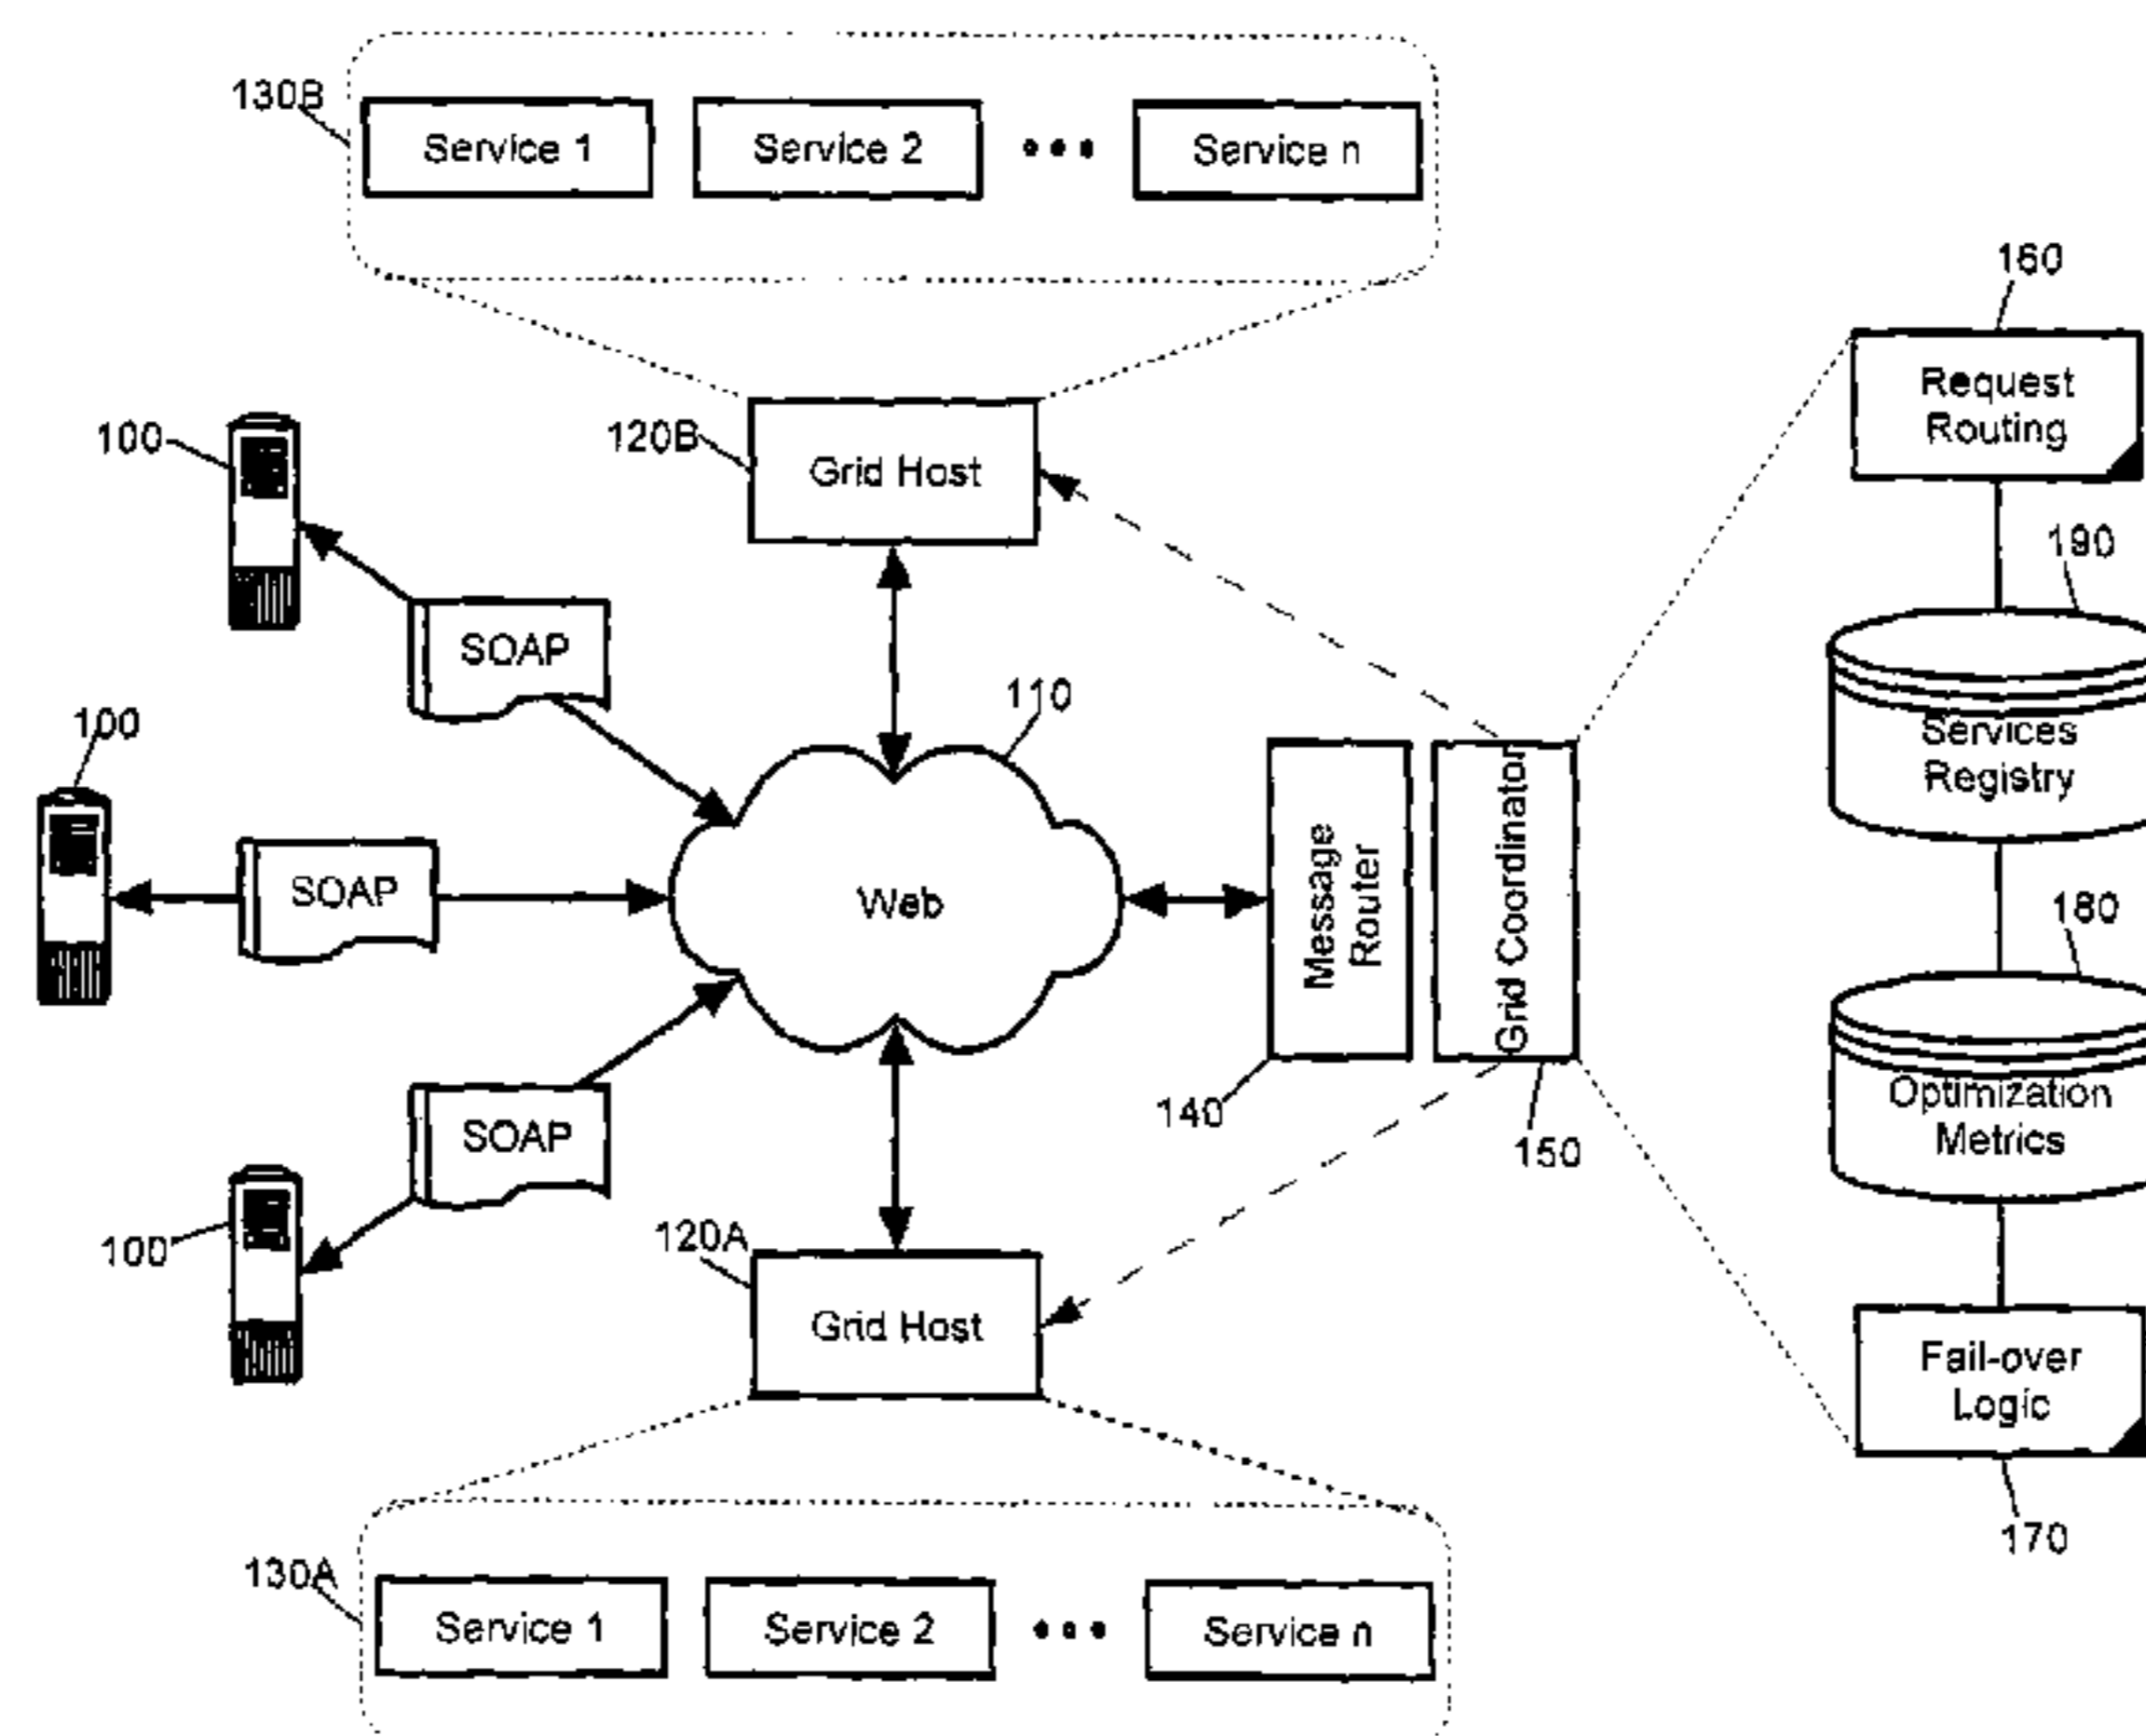 130B
Service 1
Service 2
Service n
160
Request
Routing
100
120B
Grid Host
190
SOAP
110
100
Services
Registry
Message
Router
Grid Coordinator
SOAP
Web
180
Optimization
Metrics
140
150
SOAP
100
120A
Grid Host
Fail-over
Logic
170
130A
Service 1
Service 2
Service n